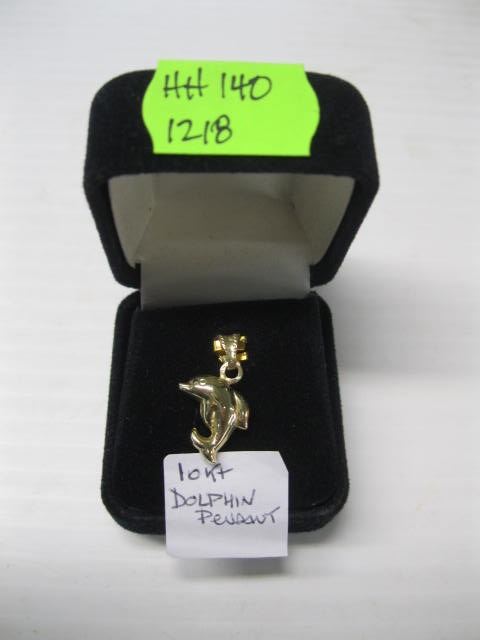 HH 140
1218
10KT
DOLPHIN
PENDANT